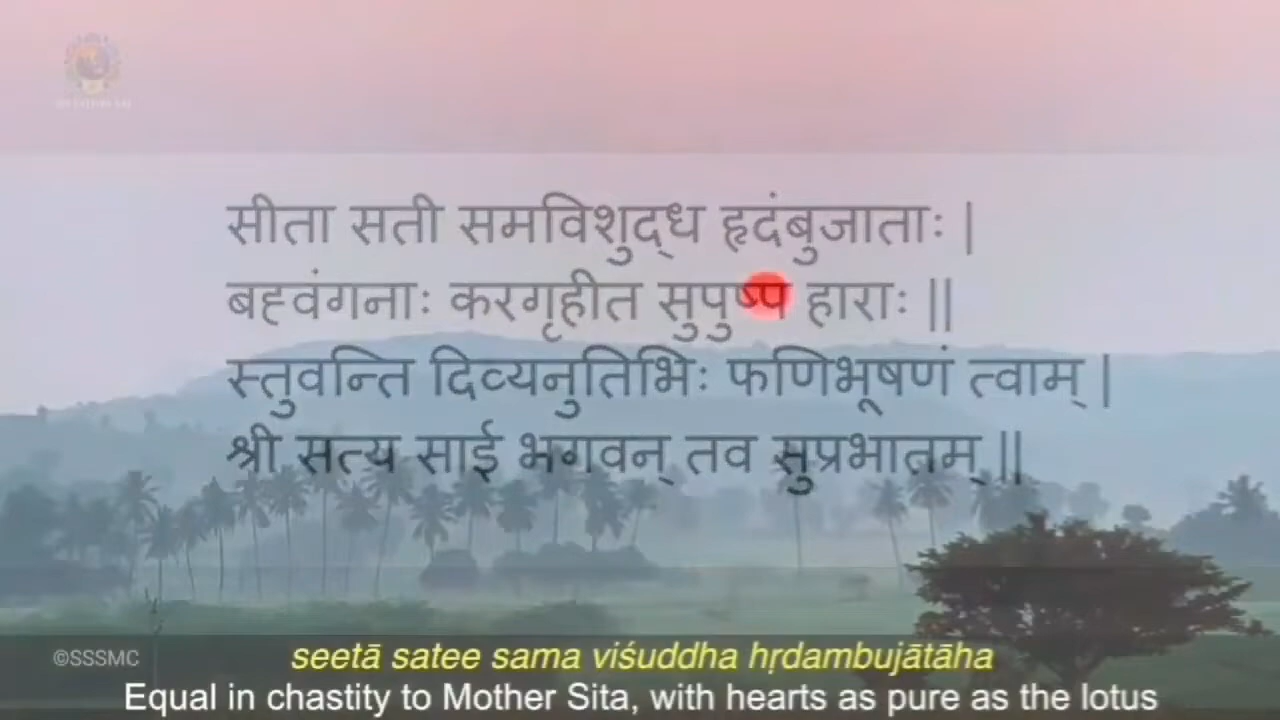 सीता सती समविशुद्ध हृदंबुजाताः |
बह्वंगनाः करगृहीत सुपुष्प हाराः ||
स्तुवन्ति दिव्यनुतिभिः फणिभूषणं त्वाम् |
श्री सत्य साई भगवन् तव सुप्रभातम् ||
©SSSMC
seetā satee sama viśuddha hṛdambujātāha
Equal in chastity to Mother Sita, with hearts as pure as the lotus